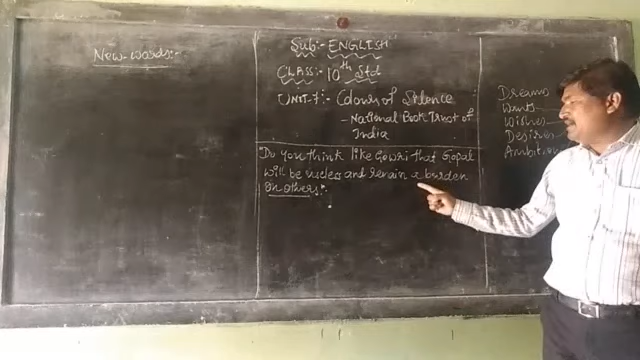 New-words:-
Sub:- ENGLISH
CLASS:- 10th Std
UNIT-7: Colours of Silence
- National Book Trust of
India
"Do you think like Gowri that Gopal
will be useless and remain a burden
on others".
Dreams
Wants
Wishes
Desires
Ambition